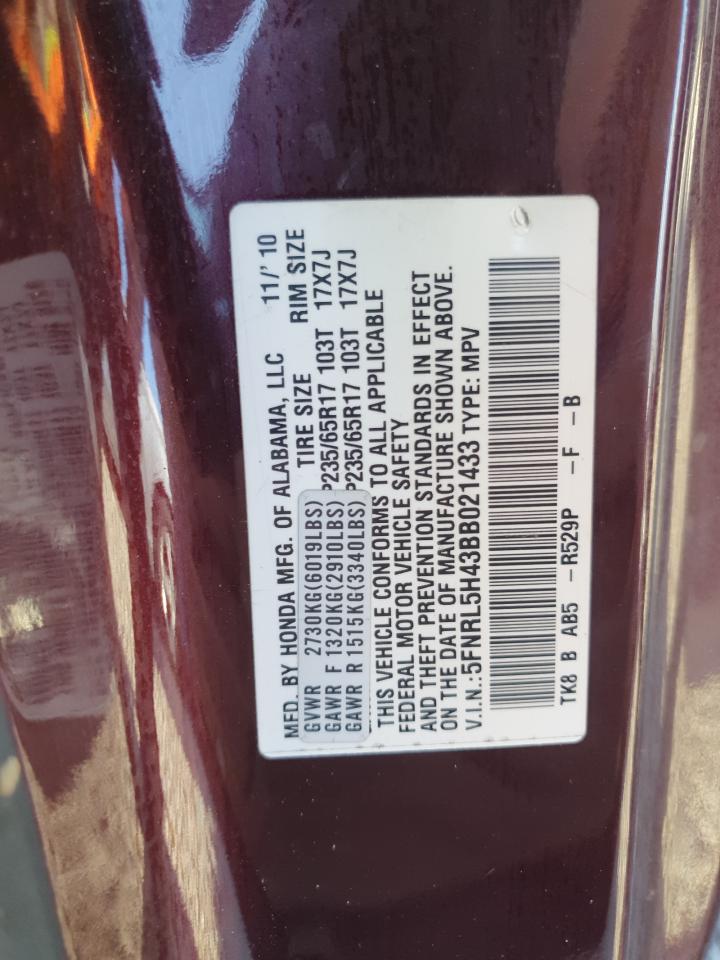 MFD. BY HONDA MFG. OF ALABAMA, LLC 11/'10
GVWR 2730KG(6019LBS) TIRE SIZE RIM SIZE
GAWR F 1320KG(2910LBS) P235/65R17 103T 17X7J
GAWR R 1515KG(3340LBS) P235/65R17 103T 17X7J
THIS VEHICLE CONFORMS TO ALL APPLICABLE
FEDERAL MOTOR VEHICLE SAFETY
AND THEFT PREVENTION STANDARDS IN EFFECT
ON THE DATE OF MANUFACTURE SHOWN ABOVE.
V.I.N.:5FNRL5H43BB021433 TYPE: MPV
TK8 B AB5 -R529P -F -B